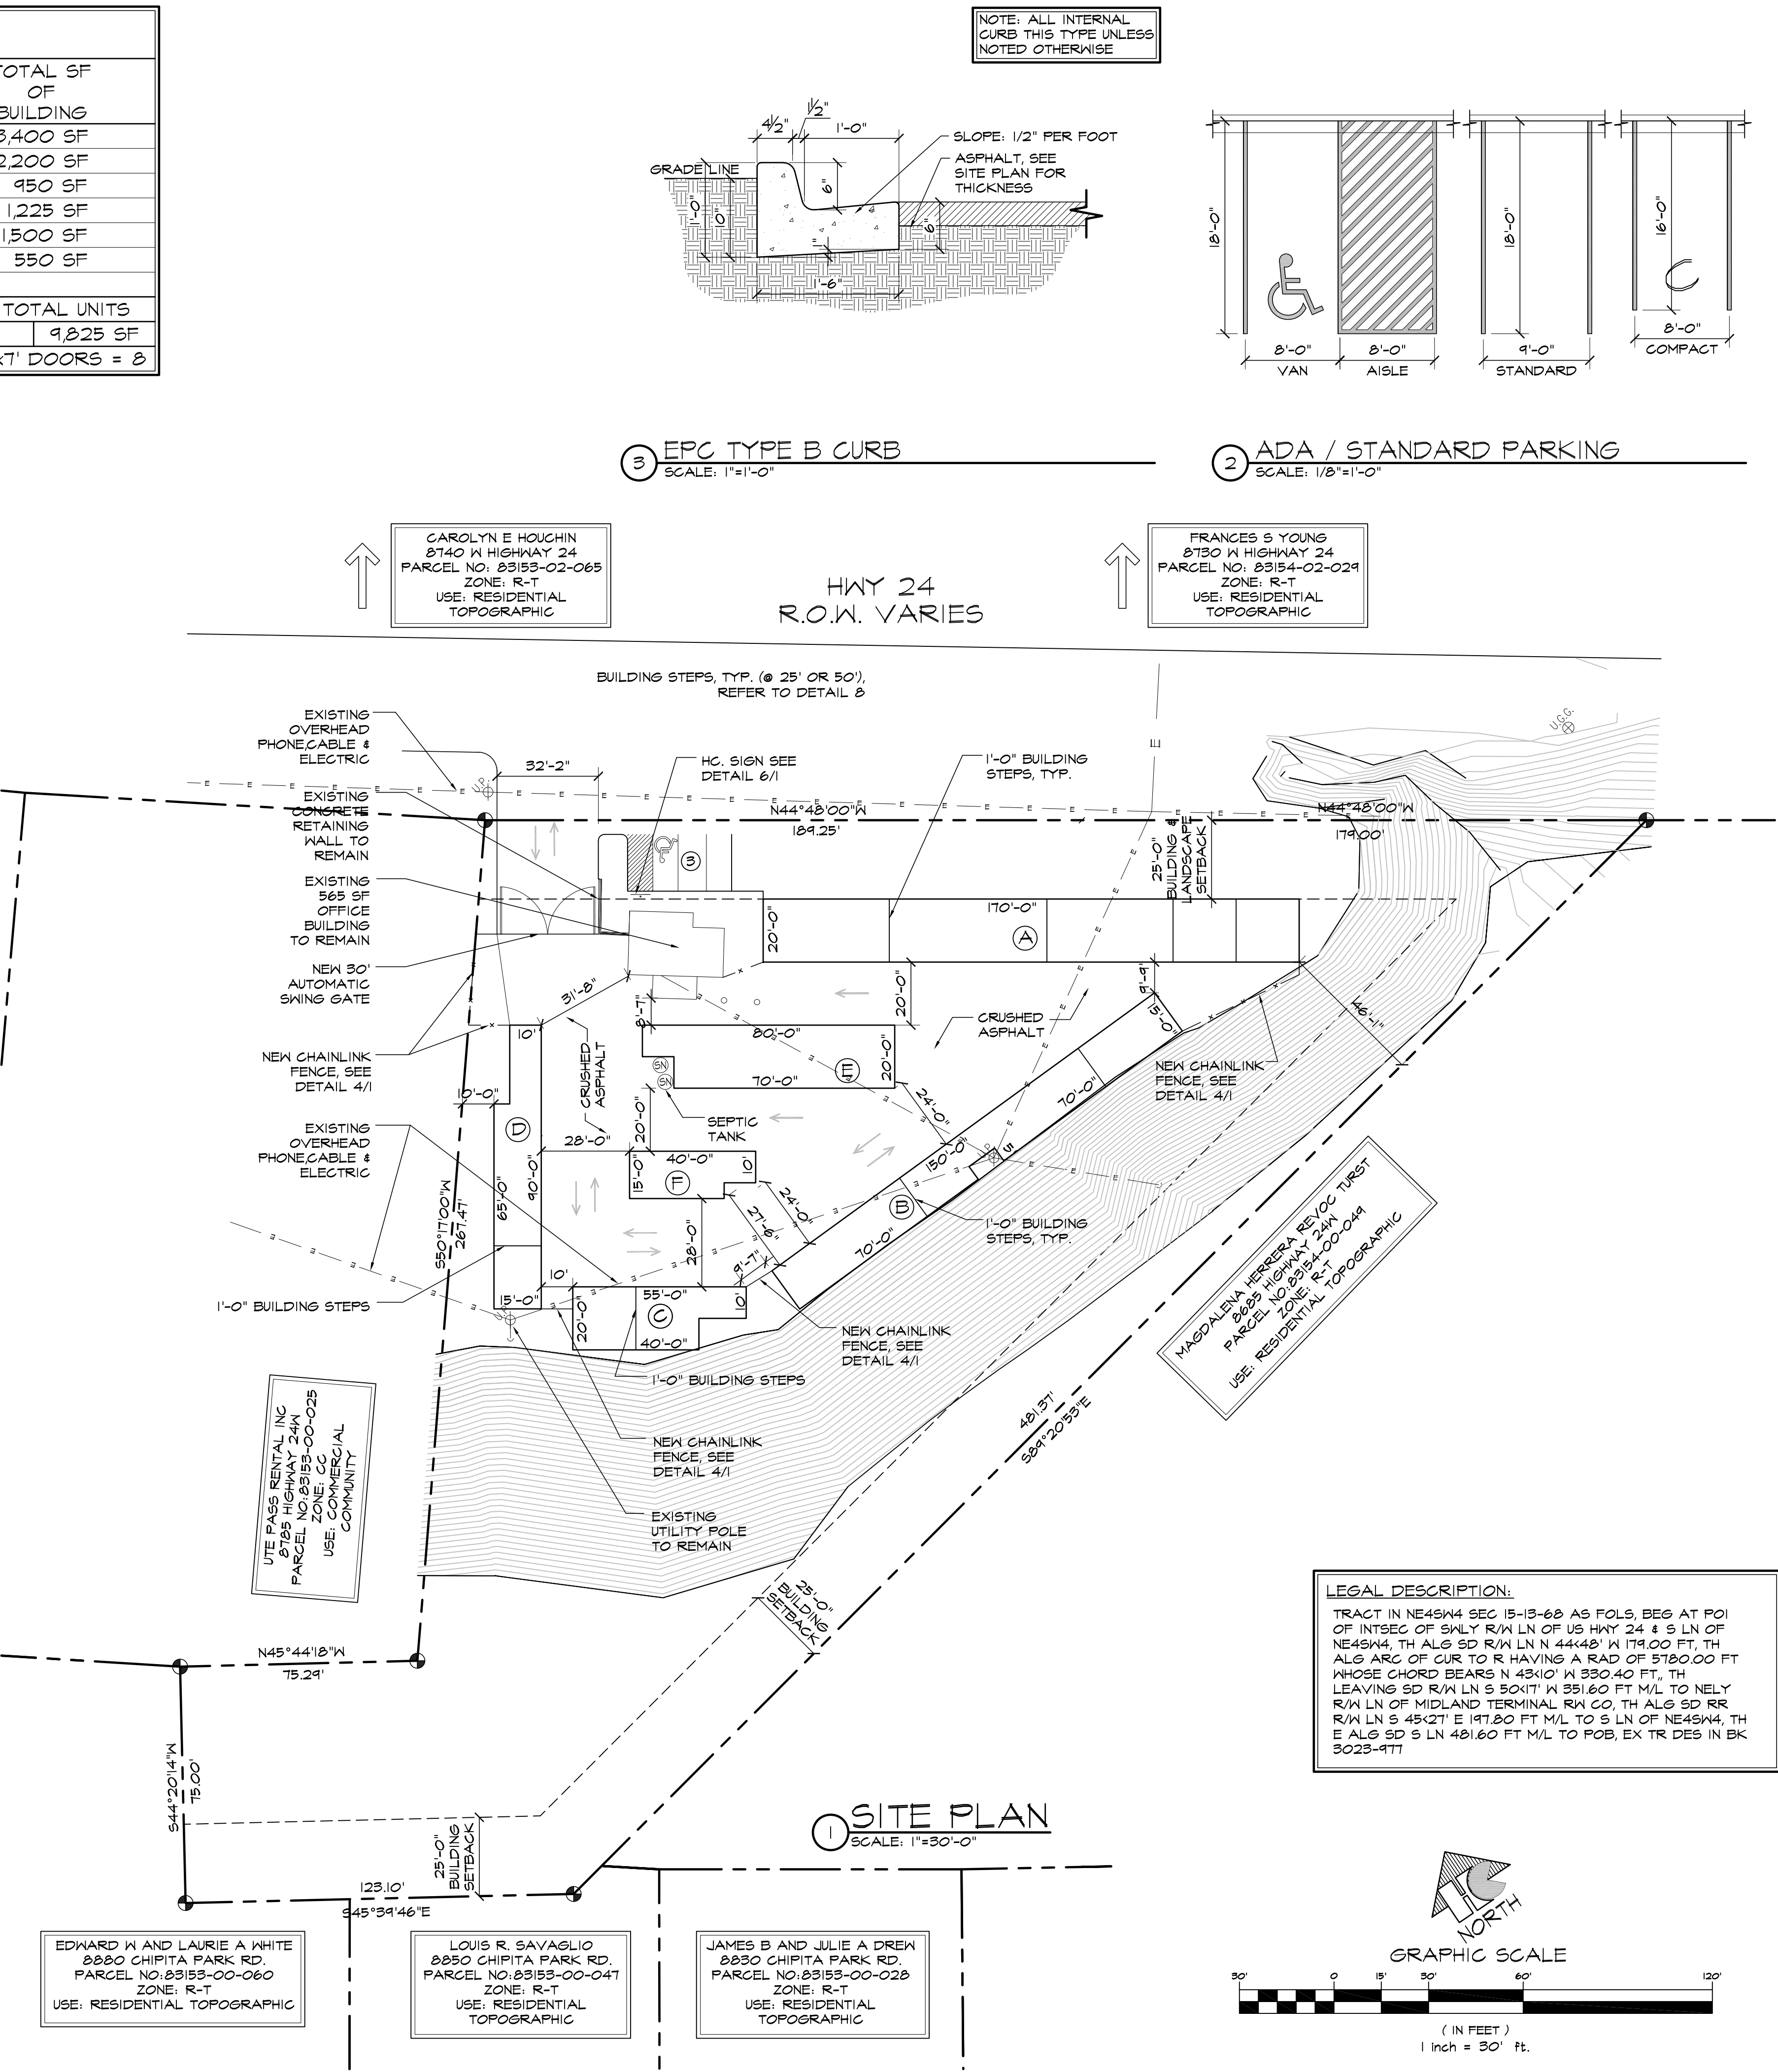 NOTE: ALL INTERNAL
CURB THIS TYPE UNLESS
NOTED OTHERWISE
TOTAL SF
OF
BUILDING
3,400 SF
2,200 SF
950 SF
1,225 SF
1,500 SF
550 SF
TOTAL UNITS
9,825 SF
x7' DOORS = 8
1/2"
4 1/2"
1'-0"
SLOPE: 1/2" PER FOOT
ASPHALT, SEE
SITE PLAN FOR
THICKNESS
GRADE LINE
1'-0"
10"
6"
6"
1"
1'-6"
3
EPC TYPE B CURB
SCALE: 1"=1'-0"
18'-0"
18'-0"
16'-0"
C
8'-0"
VAN
8'-0"
AISLE
9'-0"
STANDARD
8'-0"
COMPACT
2
ADA / STANDARD PARKING
SCALE: 1/8"=1'-0"
CAROLYN E HOUCHIN
8740 W HIGHWAY 24
PARCEL NO: 83153-02-065
ZONE: R-T
USE: RESIDENTIAL
TOPOGRAPHIC
HWY 24
R.O.W. VARIES
FRANCES S YOUNG
8730 W HIGHWAY 24
PARCEL NO: 83154-02-029
ZONE: R-T
USE: RESIDENTIAL
TOPOGRAPHIC
BUILDING STEPS, TYP. (@ 25' OR 50'),
REFER TO DETAIL 8
EXISTING
OVERHEAD
PHONE,CABLE &
ELECTRIC
32'-2"
HC. SIGN SEE
DETAIL 6/1
1'-0" BUILDING
STEPS, TYP.
U.G.G.
U.P.
EXISTING
CONCRETE
RETAINING
WALL TO
REMAIN
N44°48'00"W
189.25'
N44°48'00"W
179.00'
25'-0"
BUILDING &
LANDSCAPE
SETBACK
3
EXISTING
565 SF
OFFICE
BUILDING
TO REMAIN
20'-0"
170'-0"
A
NEW 30'
AUTOMATIC
SWING GATE
31'-8"
8'-7"
20'-0"
9'-9"
15'-0"
46'-1"
CRUSHED
ASPHALT
NEW CHAINLINK
FENCE, SEE
DETAIL 4/1
10'
CRUSHED
ASPHALT
80'-0"
E
20'-0"
SN
SN
70'-0"
NEW CHAINLINK
FENCE, SEE
DETAIL 4/1
10'-0"
D
20'-0"
SEPTIC
TANK
24'-0"
70'-0"
EXISTING
OVERHEAD
PHONE,CABLE &
ELECTRIC
28'-0"
40'-0"
15'-0"
F
10'
150'-0"
5'
S50°17'00"W
267.47'
65'-0"
90'-0"
27'-6"
24'-0"
B
70'-0"
1'-0" BUILDING
STEPS, TYP.
28'-0"
9'-7"
10'
1'-0" BUILDING STEPS
15'-0"
20'-0"
55'-0"
C
10'
40'-0"
NEW CHAINLINK
FENCE, SEE
DETAIL 4/1
1'-0" BUILDING STEPS
MAGDALENA HERRERA REVOC TURST
8685 HIGHWAY 24W
PARCEL NO:83154-00-049
ZONE: R-T
USE: RESIDENTIAL TOPOGRAPHIC
481.37'
S89°20'53"E
UTE PASS RENTAL INC
8785 HIGHWAY 24W
PARCEL NO:83153-00-025
ZONE: CC
USE: COMMERCIAL
COMMUNITY
NEW CHAINLINK
FENCE, SEE
DETAIL 4/1
EXISTING
UTILITY POLE
TO REMAIN
25'-0"
BUILDING
SETBACK
LEGAL DESCRIPTION:
TRACT IN NE4SW4 SEC 15-13-68 AS FOLS, BEG AT POI
OF INTSEC OF SWLY R/W LN OF US HWY 24 & S LN OF
NE4SW4, TH ALG SD R/W LN N 44<48' W 179.00 FT, TH
ALG ARC OF CUR TO R HAVING A RAD OF 5780.00 FT
WHOSE CHORD BEARS N 43<10' W 330.40 FT,, TH
LEAVING SD R/W LN S 50<17' W 351.60 FT M/L TO NELY
R/W LN OF MIDLAND TERMINAL RW CO, TH ALG SD RR
R/W LN S 45<27' E 197.80 FT M/L TO S LN OF NE4SW4, TH
E ALG SD S LN 481.60 FT M/L TO POB, EX TR DES IN BK
3023-977
N45°44'18"W
75.29'
S44°20'14"W
75.00'
25'-0"
BUILDING
SETBACK
1
SITE PLAN
SCALE: 1"=30'-0"
123.10'
S45°39'46"E
EDWARD W AND LAURIE A WHITE
8880 CHIPITA PARK RD.
PARCEL NO:83153-00-060
ZONE: R-T
USE: RESIDENTIAL TOPOGRAPHIC
LOUIS R. SAVAGLIO
8850 CHIPITA PARK RD.
PARCEL NO:83153-00-047
ZONE: R-T
USE: RESIDENTIAL
TOPOGRAPHIC
JAMES B AND JULIE A DREW
8830 CHIPITA PARK RD.
PARCEL NO:83153-00-028
ZONE: R-T
USE: RESIDENTIAL
TOPOGRAPHIC
NORTH
GRAPHIC SCALE
30' 0 15' 30' 60' 120'
( IN FEET )
1 inch = 30' ft.